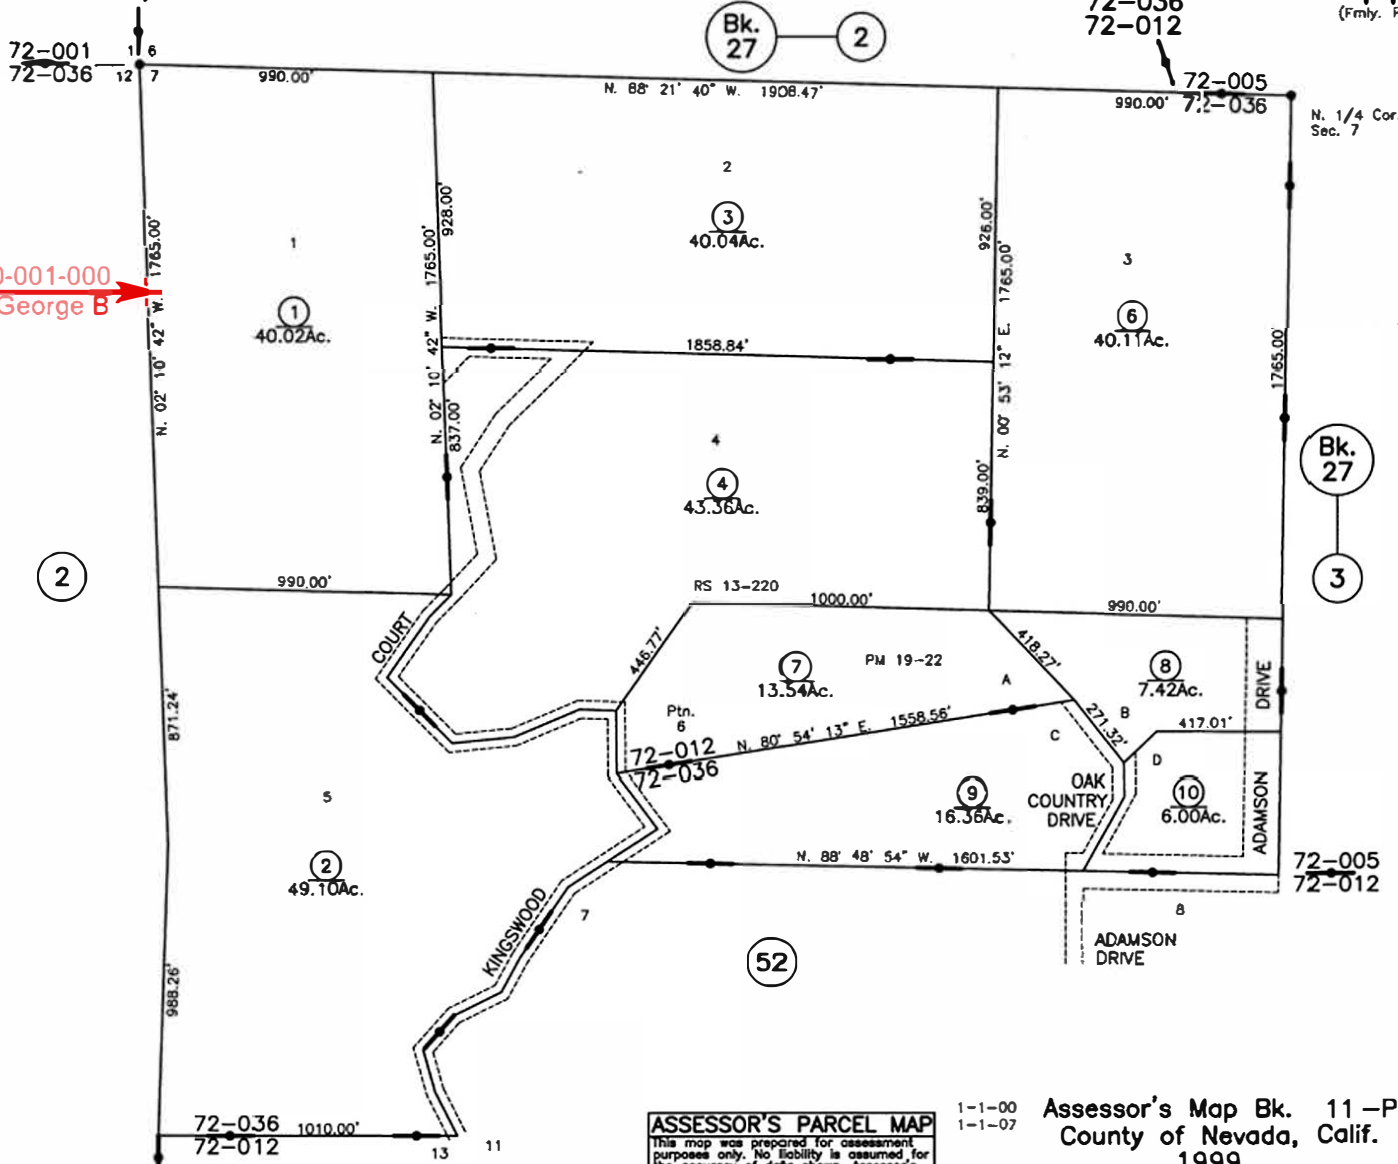 72-001
72-036
1 6
12 7
Bk.
27
2
72-036
72-012
72-005
72-036
N. 1/4 Cor.
Sec. 7
990.00'
N. 88° 21' 40" W. 1908.47'
990.00'
2
3
40.04Ac.
928.00'
926.00'
1765.00'
1
1
40.02Ac.
N. 02° 10' 42" W. 1765.00'
0-001-000
George B
N. 02° 10' 42" W. 1765.00'
3
6
40.11Ac.
N. 00° 53' 12" E. 1765.00'
1858.84'
837.00'
4
4
43.36Ac.
839.00'
Bk.
27
3
2
990.00'
RS 13-220
1000.00'
990.00'
COURT
446.77'
7
13.54Ac.
PM 19-22
A
418.27'
8
7.42Ac.
DRIVE
871.24'
Ptn.
6
72-012
72-036
N. 80° 54' 13" E. 1558.56'
C
271.32'
B
417.01'
D
5
2
49.10Ac.
9
16.36Ac.
OAK
COUNTRY
DRIVE
10
6.00Ac.
ADAMSON
N. 88° 48' 54" W. 1601.53'
72-005
72-012
KINGSWOOD
7
8
52
ADAMSON
DRIVE
988.26'
72-036
72-012
1010.00'
13
11
ASSESSOR'S PARCEL MAP
This map was prepared for assessment
purposes only. No liability is assumed for
1-1-00
1-1-07
Assessor's Map Bk. 11 -P
County of Nevada, Calif.
1999